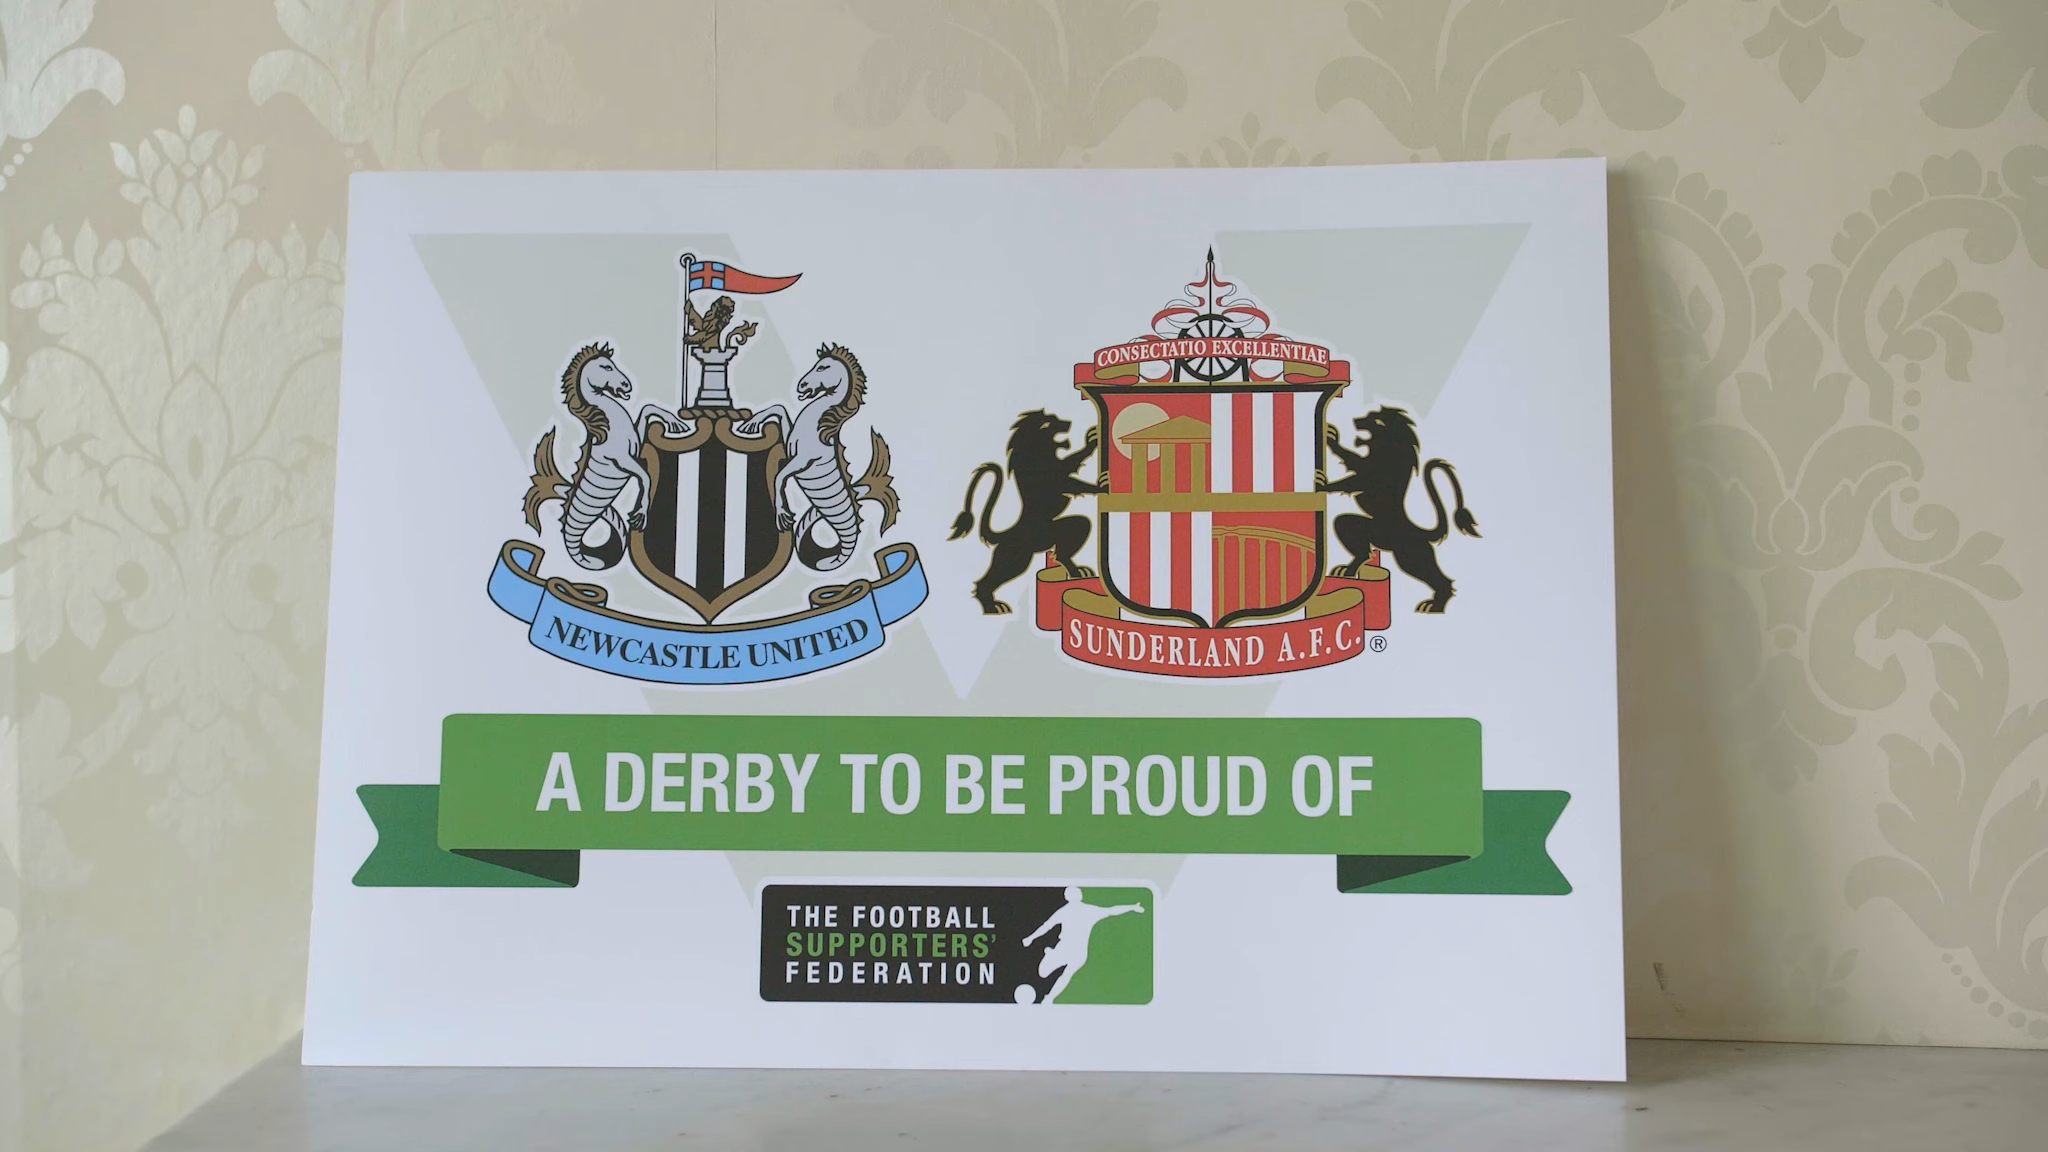 CONSECTATIO EXCELLENTIAE
NEWCASTLE UNITED
SUNDERLAND A.F.C.®
A DERBY TO BE PROUD OF
THE FOOTBALL
SUPPORTERS'
FEDERATION